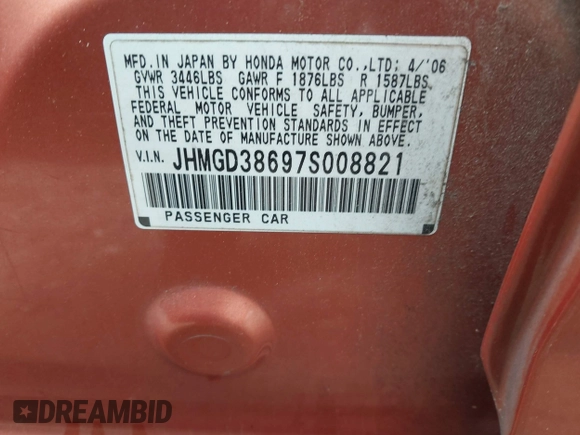 MFD. IN JAPAN BY HONDA MOTOR CO., LTD; 4/'06
GVWR 3446LBS GAWR F 1876LBS R 1587LBS
THIS VEHICLE CONFORMS TO ALL APPLICABLE
FEDERAL MOTOR VEHICLE SAFETY, BUMPER,
AND THEFT PREVENTION STANDARDS IN EFFECT
ON THE DATE OF MANUFACTURE SHOWN ABOVE.
V.I.N. JHMGD38697S008821
PASSENGER CAR
DREAMBID